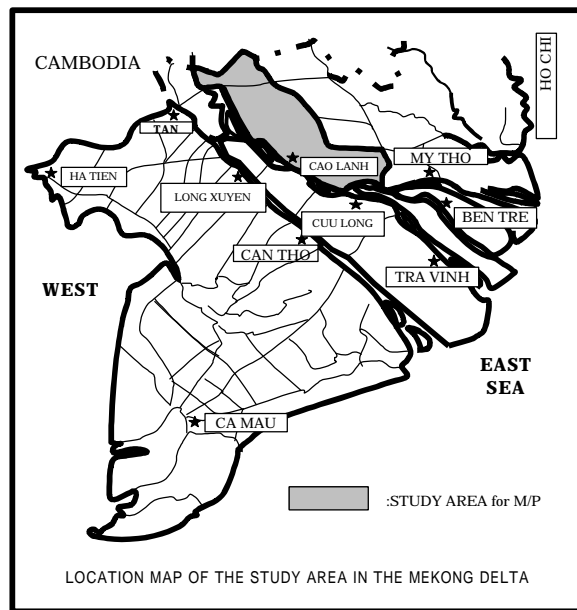 CAMBODIA
HO CHI
TAN
HA TIEN
CAO LANH
MY THO
LONG XUYEN
CUU LONG
BEN TRE
CAN THO
TRA VINH
WEST
EAST
SEA
CA MAU
:STUDY AREA for M/P
LOCATION MAP OF THE STUDY AREA IN THE MEKONG DELTA